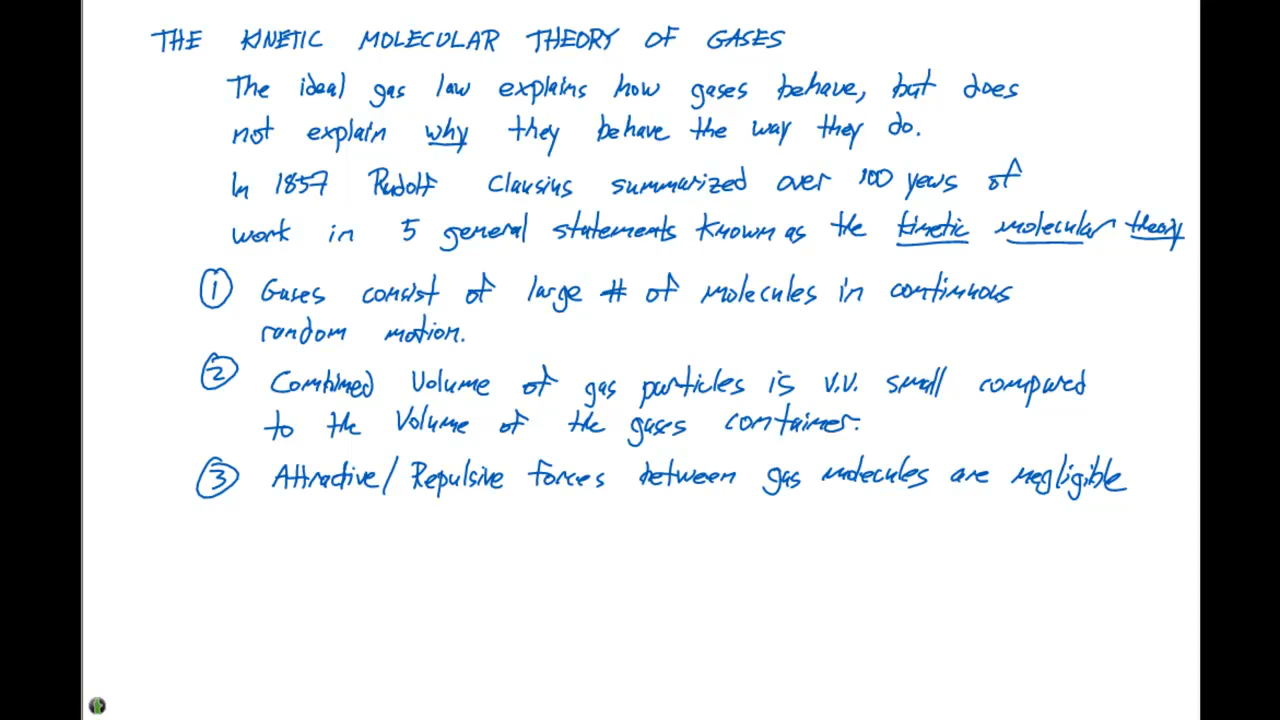 THE KINETIC MOLECULAR THEORY OF GASES
The ideal gas law explains how gases behave, but does
not explain why they behave the way they do.
In 1857 Rudolf Clausius summarized over 100 years of
work in 5 general statements known as the kinetic molecular theory
① Gases consist of large # of molecules in continuous
random motion.
② Combined Volume of gas particles is v.v. small compared
to the Volume of the gases container.
③ Attractive/Repulsive forces between gas molecules are negligible